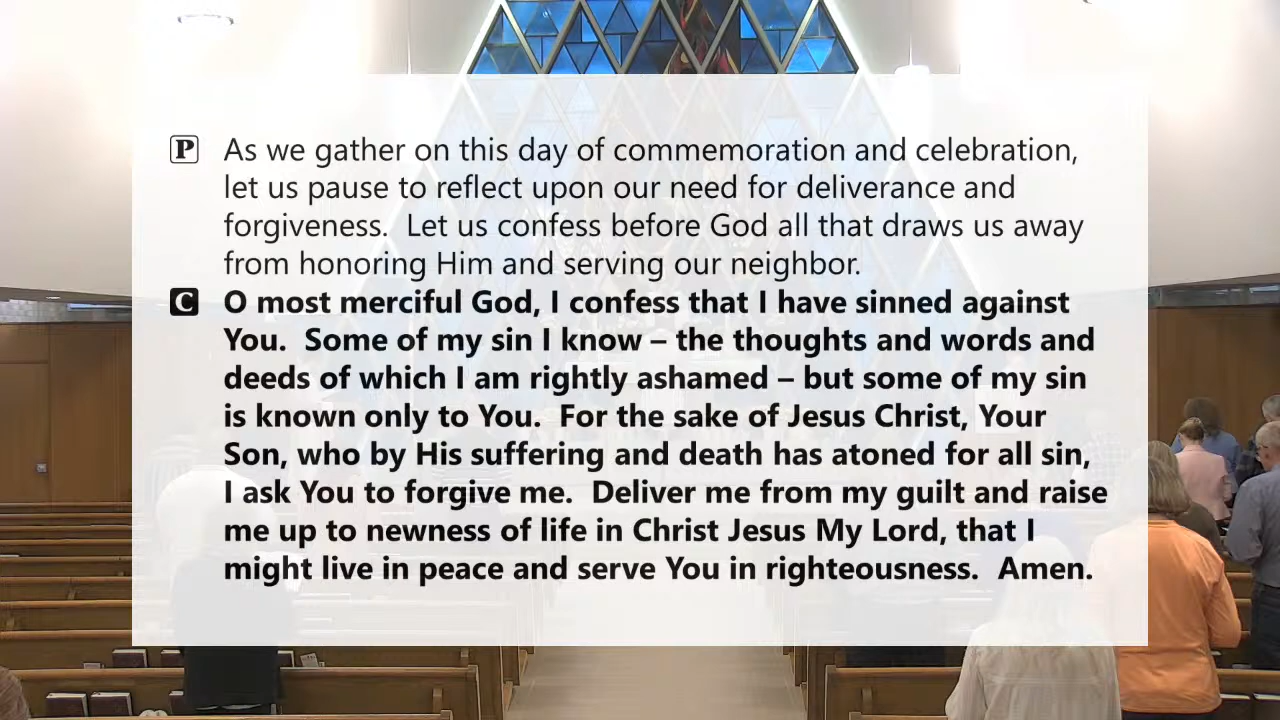 P As we gather on this day of commemoration and celebration,
let us pause to reflect upon our need for deliverance and
forgiveness.  Let us confess before God all that draws us away
from honoring Him and serving our neighbor.
C O most merciful God, I confess that I have sinned against
You.  Some of my sin I know – the thoughts and words and
deeds of which I am rightly ashamed – but some of my sin
is known only to You.  For the sake of Jesus Christ, Your
Son, who by His suffering and death has atoned for all sin,
I ask You to forgive me.  Deliver me from my guilt and raise
me up to newness of life in Christ Jesus My Lord, that I
might live in peace and serve You in righteousness.  Amen.